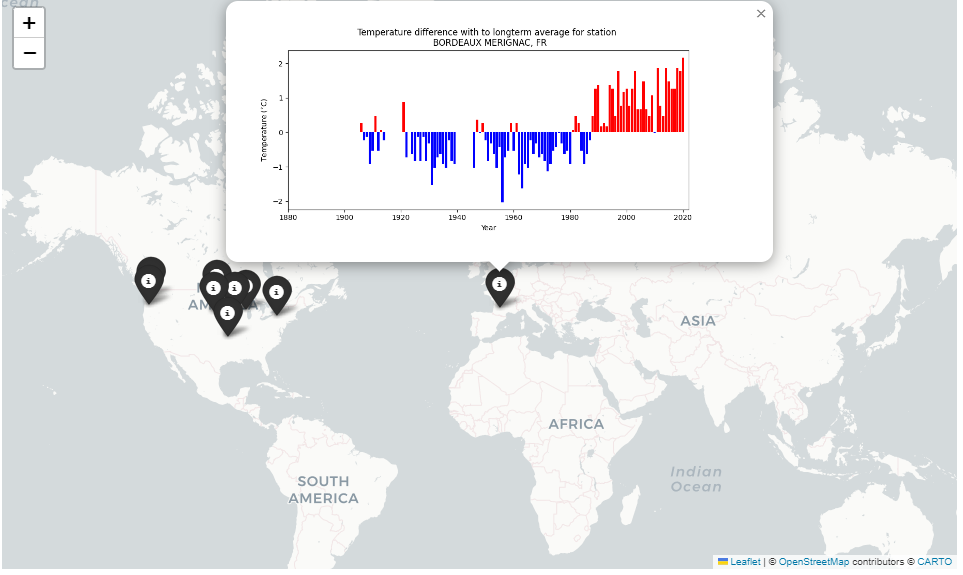 cean
+
−
×
Temperature difference with to longterm average for station
BORDEAUX MERIGNAC, FR
Temperature (°C)
2
1
0
−1
−2
1880 1900 1920 1940 1960 1980 2000 2020
Year
i i i i i i
ASIA
AFRICA
SOUTH
AMERICA
Indian
Ocean
Leaflet | © OpenStreetMap contributors © CARTO